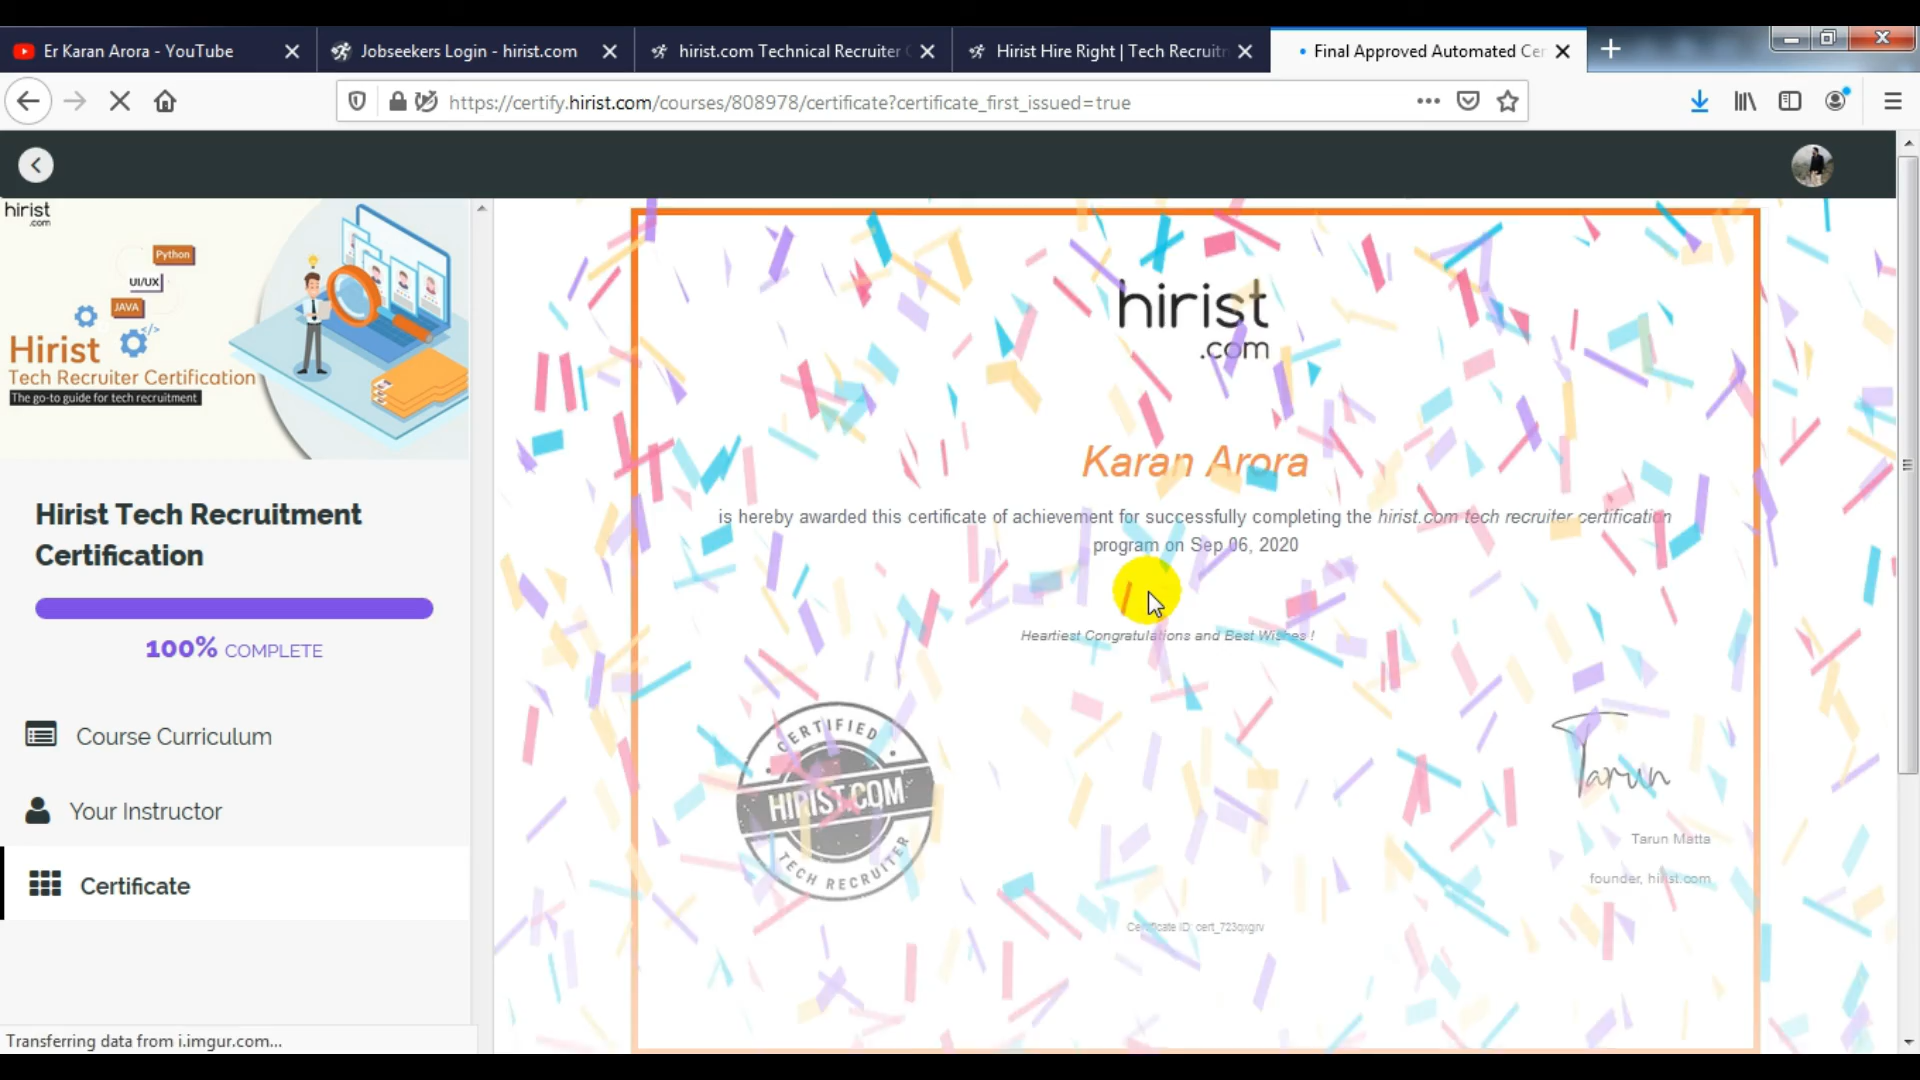 Er Karan Arora - YouTube
Jobseekers Login - hirist.com
hirist.com Technical Recruiter
Hirist Hire Right | Tech Recruitm
Final Approved Automated Cer
https://certify.hirist.com/courses/808978/certificate?certificate_first_issued=true
hirist
.com
Python
UI/UX
JAVA
</>
Hirist
Tech Recruiter Certification
The go-to guide for tech recruitment
Hirist Tech Recruitment
Certification
100% COMPLETE
Course Curriculum
Your Instructor
Certificate
Transferring data from i.imgur.com...
hirist
.com
Karan Arora
is hereby awarded this certificate of achievement for successfully completing the hirist.com tech recruiter certification
program on Sep 06, 2020
Heartiest Congratulations and Best Wishes !
CERTIFIED
HIRIST.COM
TECH RECRUITER
Tarun
Tarun Matta
founder, hirist.com
Certificate ID: cert_723qxgrv